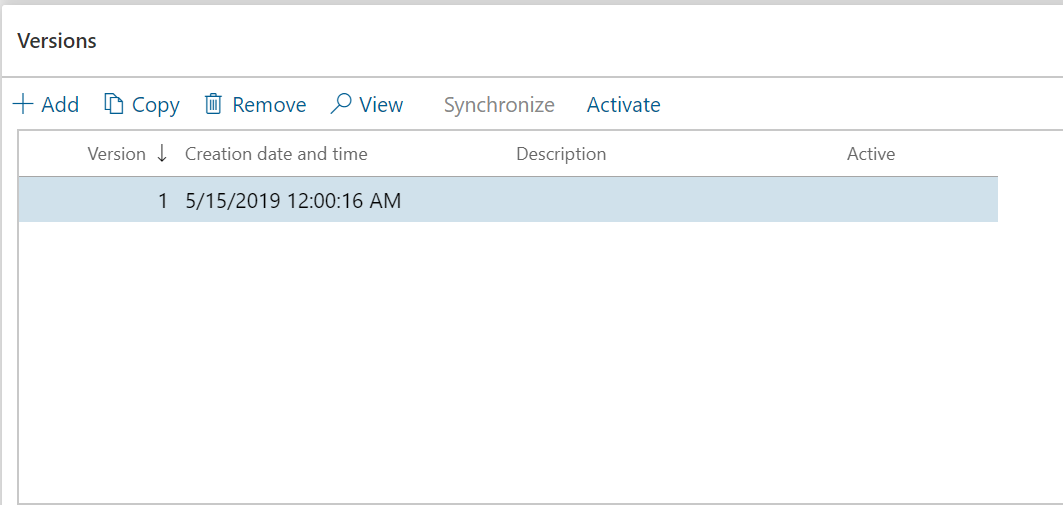 Versions
Add Copy Remove View Synchronize Activate
Version ↓ Creation date and time Description Active
1 5/15/2019 12:00:16 AM